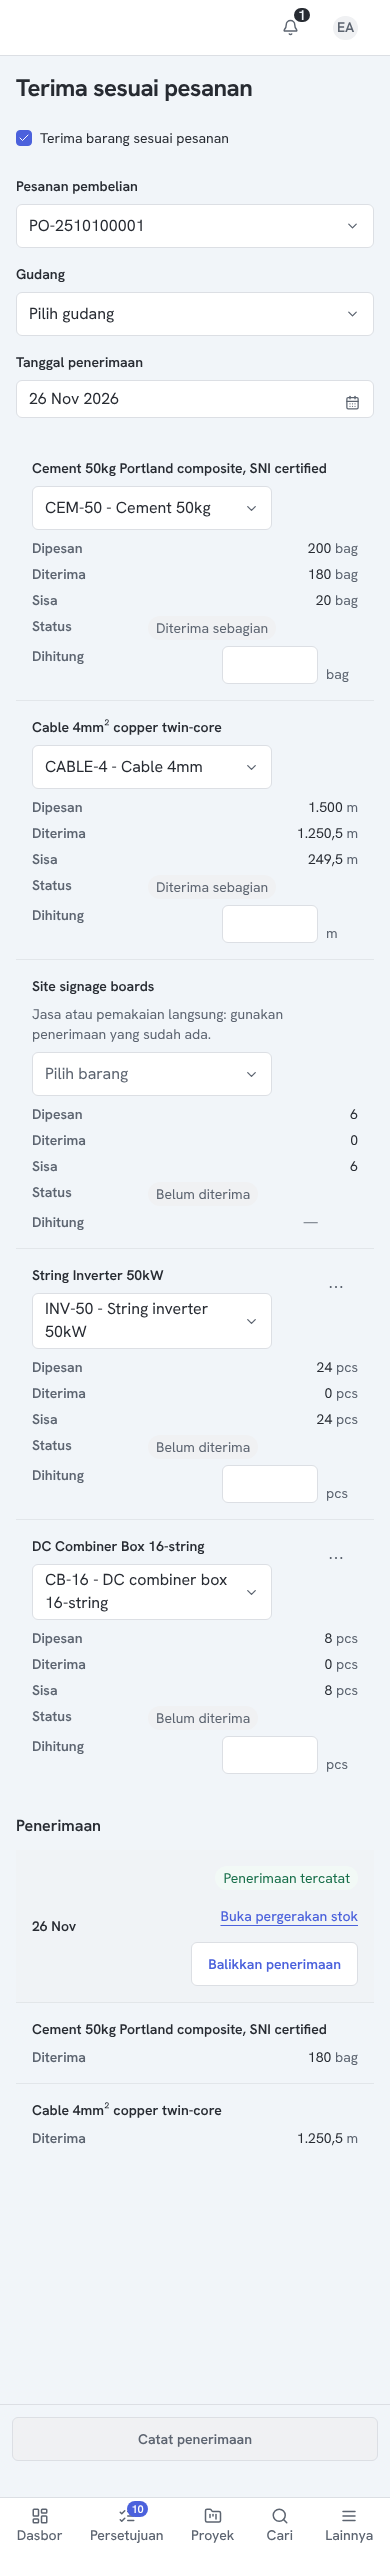 1
EA
Terima sesuai pesanan
Terima barang sesuai pesanan
Pesanan pembelian
PO-2510100001
Gudang
Pilih gudang
Tanggal penerimaan
26 Nov 2026
Cement 50kg Portland composite, SNI certified
CEM-50 - Cement 50kg
Dipesan 200 bag
Diterima 180 bag
Sisa 20 bag
Status Diterima sebagian
Dihitung bag
Cable 4mm² copper twin-core
CABLE-4 - Cable 4mm
Dipesan 1.500 m
Diterima 1.250,5 m
Sisa 249,5 m
Status Diterima sebagian
Dihitung m
Site signage boards
Jasa atau pemakaian langsung: gunakan
penerimaan yang sudah ada.
Pilih barang
Dipesan 6
Diterima 0
Sisa 6
Status Belum diterima
Dihitung —
String Inverter 50kW
...
INV-50 - String inverter
50kW
Dipesan 24 pcs
Diterima 0 pcs
Sisa 24 pcs
Status Belum diterima
Dihitung pcs
DC Combiner Box 16-string
...
CB-16 - DC combiner box
16-string
Dipesan 8 pcs
Diterima 0 pcs
Sisa 8 pcs
Status Belum diterima
Dihitung pcs
Penerimaan
Penerimaan tercatat
26 Nov
Buka pergerakan stok
Balikkan penerimaan
Cement 50kg Portland composite, SNI certified
Diterima 180 bag
Cable 4mm² copper twin-core
Diterima 1.250,5 m
Catat penerimaan
10
Dasbor Persetujuan Proyek Cari Lainnya